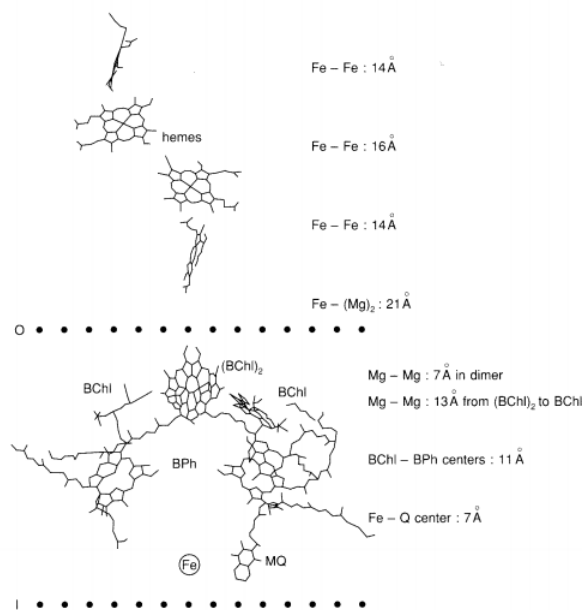 Fe – Fe : 14Å
hemes
Fe – Fe : 16Å
Fe – Fe : 14Å
Fe – (Mg)₂ : 21Å
O
(BChl)₂
BChl
BChl
Mg – Mg : 7Å in dimer
Mg – Mg : 13Å from (BChl)₂ to BChl
BPh
BChl – BPh centers : 11Å
Fe – Q center : 7Å
Fe
MQ
I